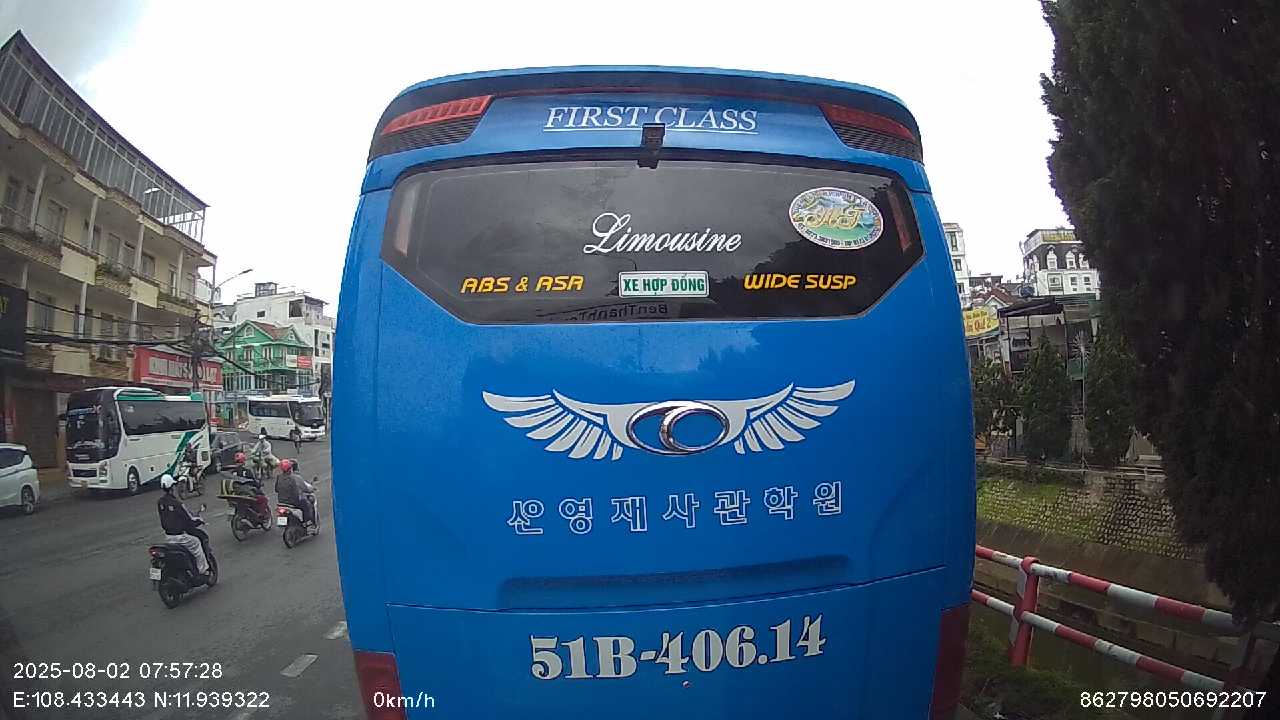 FIRST CLASS
Limousine
ABS & ASR
XE HỢP ĐỒNG
WIDE SUSP
선영재사관학원
51B-406.14
2025-08-02 07:57:28
E:108.433443 N:11.939322
0km/h
862798050692207